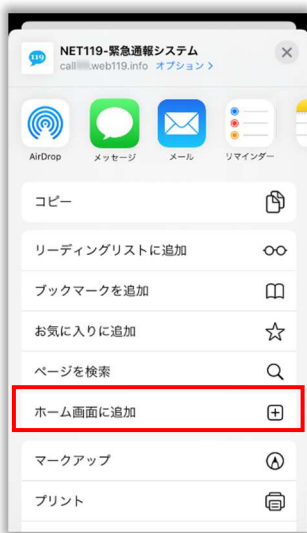 119
NET119-緊急通報システム
call .web119.info オプション >
AirDrop メッセージ メール リマインダー
コピー
リーディングリストに追加
ブックマークを追加
お気に入りに追加
ページを検索
ホーム画面に追加
マークアップ
プリント